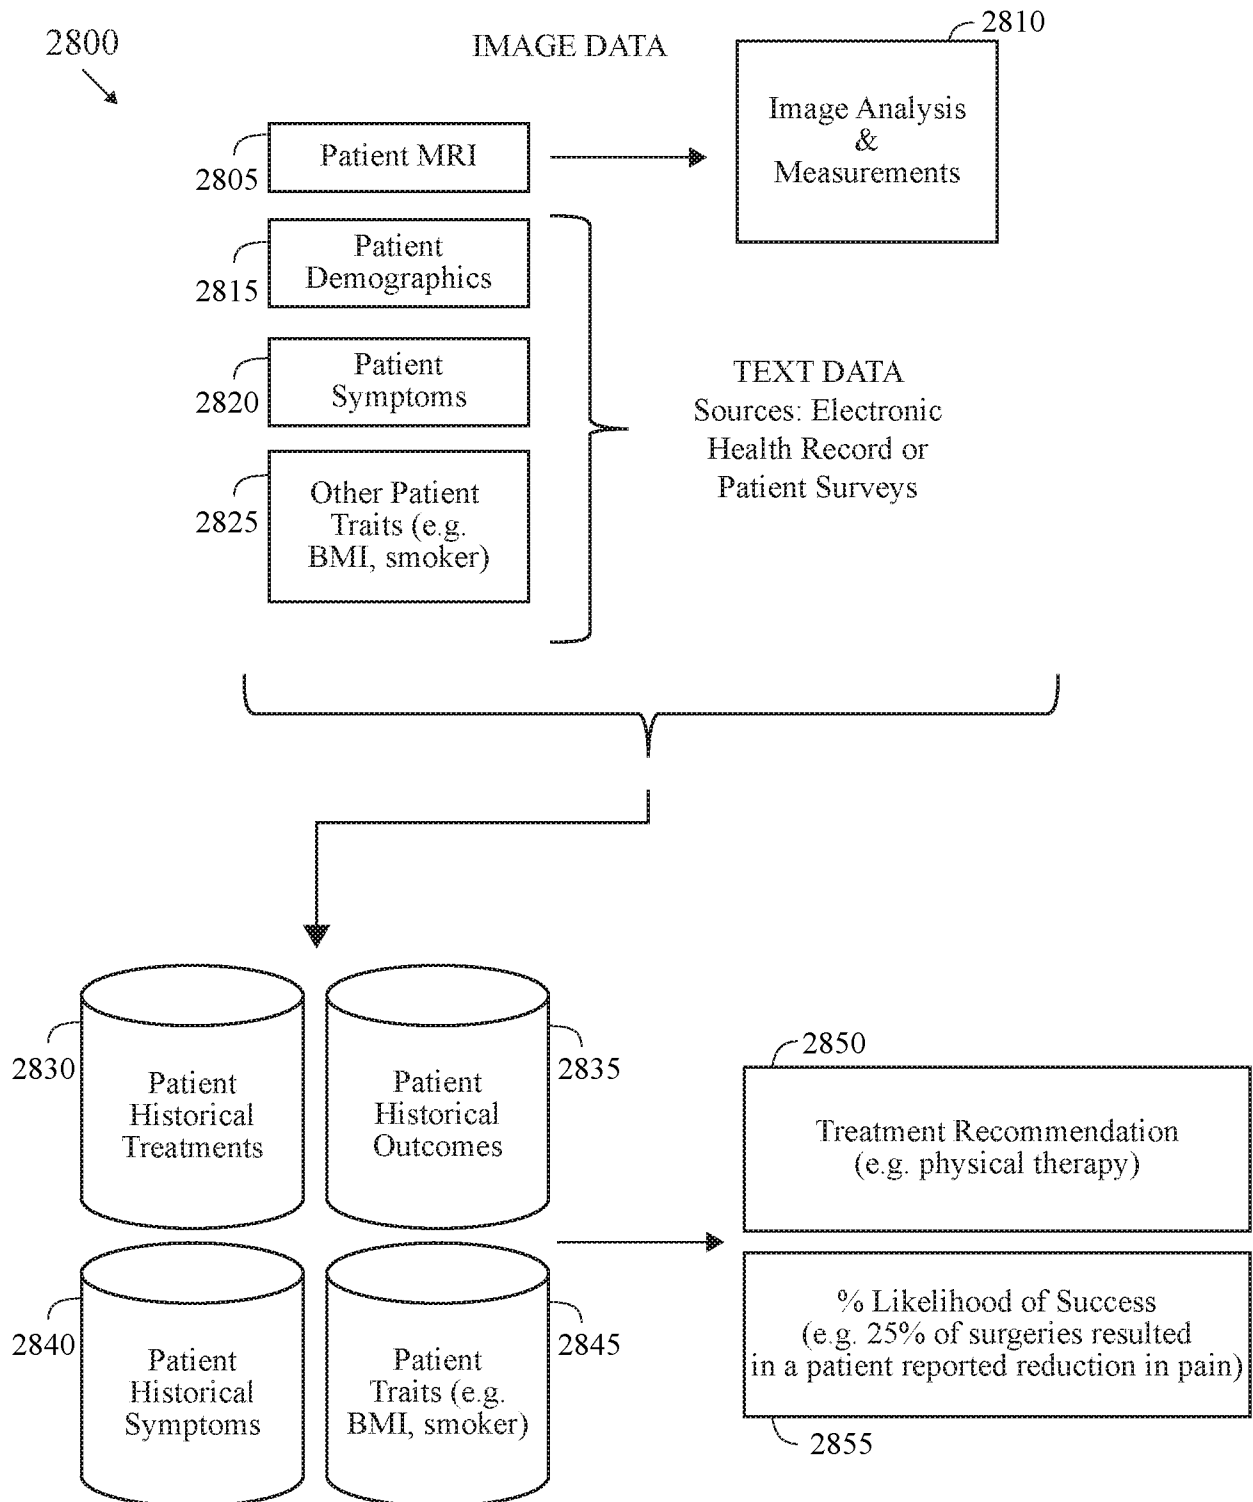 2800
IMAGE DATA
2810
Patient MRI
2805
Image Analysis
&
Measurements
Patient
Demographics
2815
Patient
Symptoms
2820
Other Patient
Traits (e.g.
BMI, smoker)
2825
TEXT DATA
Sources: Electronic
Health Record or
Patient Surveys
2830
Patient
Historical
Treatments
Patient
Historical
Outcomes
2835
2840
Patient
Historical
Symptoms
Patient
Traits (e.g.
BMI, smoker)
2845
2850
Treatment Recommendation
(e.g. physical therapy)
% Likelihood of Success
(e.g. 25% of surgeries resulted
in a patient reported reduction in pain)
2855